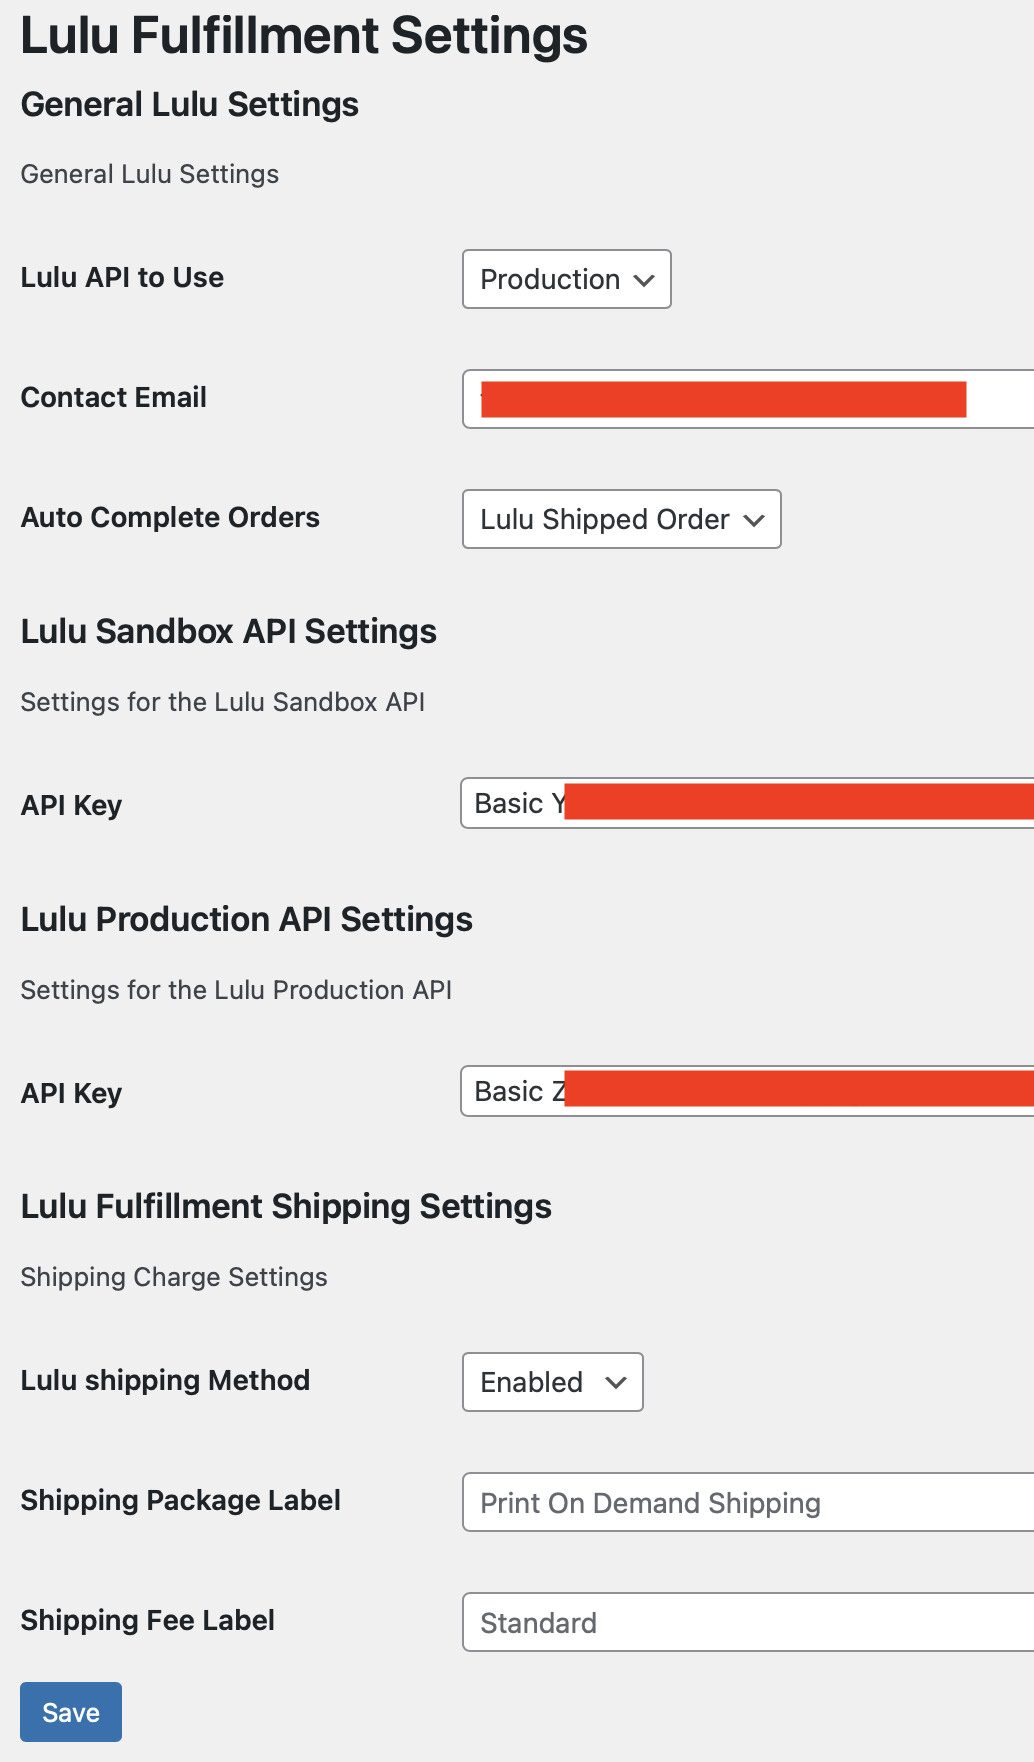 Lulu Fulfillment Settings
General Lulu Settings
General Lulu Settings
Lulu API to Use
Production
Contact Email
Auto Complete Orders
Lulu Shipped Order
Lulu Sandbox API Settings
Settings for the Lulu Sandbox API
API Key
Basic Y
Lulu Production API Settings
Settings for the Lulu Production API
API Key
Basic Z
Lulu Fulfillment Shipping Settings
Shipping Charge Settings
Lulu shipping Method
Enabled
Shipping Package Label
Print On Demand Shipping
Shipping Fee Label
Standard
Save